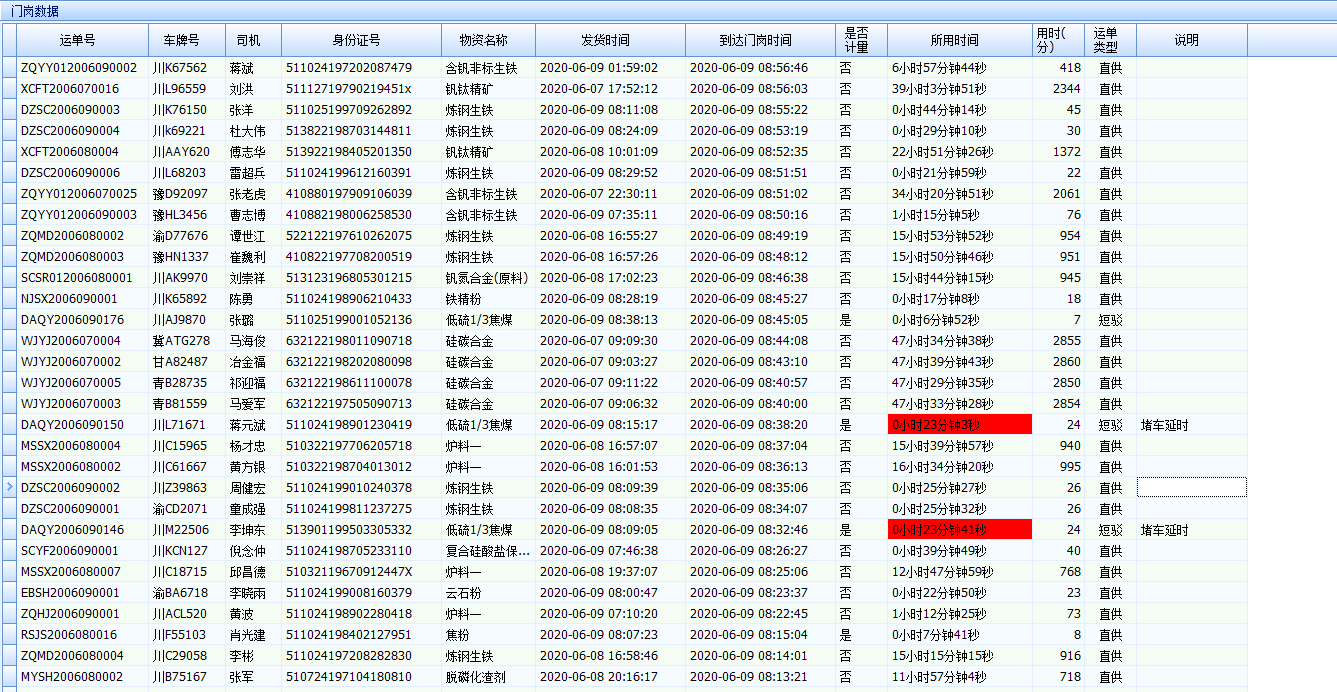 门岗数据
运单号 车牌号 司机 身份证号 物资名称 发货时间 到达门岗时间 是否计量 所用时间 用时(分) 运单类型 说明
ZQYY012006090002 川K67562 蒋斌 511024197202087479 含钒非标生铁 2020-06-09 01:59:02 2020-06-09 08:56:46 否 6小时57分钟44秒 418 直供
XCFT2006070016 川L96559 刘洪 51112719790219451x 钒钛精矿 2020-06-07 17:52:12 2020-06-09 08:56:03 否 39小时3分钟51秒 2344 直供
DZSC2006090003 川K76150 张洋 511025199709262892 炼钢生铁 2020-06-09 08:11:08 2020-06-09 08:55:22 否 0小时44分钟14秒 45 直供
DZSC2006090004 川k69221 杜大伟 513822198703144811 炼钢生铁 2020-06-09 08:24:09 2020-06-09 08:53:19 否 0小时29分钟10秒 30 直供
XCFT2006080004 川AAY620 傅志华 513922198405201350 钒钛精矿 2020-06-08 10:01:09 2020-06-09 08:52:35 否 22小时51分钟26秒 1372 直供
DZSC2006090006 川L68203 雷超兵 511024199612160391 炼钢生铁 2020-06-09 08:29:52 2020-06-09 08:51:51 否 0小时21分钟59秒 22 直供
ZQYY012006070025 豫D92097 张老虎 410880197909106039 含钒非标生铁 2020-06-07 22:30:11 2020-06-09 08:51:02 否 34小时20分钟51秒 2061 直供
ZQYY012006090003 豫HL3456 曹志博 410882198006258530 含钒非标生铁 2020-06-09 07:35:11 2020-06-09 08:50:16 否 1小时15分钟5秒 76 直供
ZQMD2006080002 渝D77676 谭世江 522122197610262075 炼钢生铁 2020-06-08 16:55:27 2020-06-09 08:49:19 否 15小时53分钟52秒 954 直供
ZQMD2006080003 豫HN1337 崔魏利 410822197708200519 炼钢生铁 2020-06-08 16:57:26 2020-06-09 08:48:12 否 15小时50分钟46秒 951 直供
SCSR012006080001 川AK9970 刘崇祥 513123196805301215 钒氮合金(原料) 2020-06-08 17:02:23 2020-06-09 08:46:38 否 15小时44分钟15秒 945 直供
NJSX2006090001 川K65892 陈勇 511024198906210433 铁精粉 2020-06-09 08:28:19 2020-06-09 08:45:27 否 0小时17分钟8秒 18 直供
DAQY2006090176 川AJ9870 张璐 511025199001052136 低硫1/3焦煤 2020-06-09 08:38:13 2020-06-09 08:45:05 是 0小时6分钟52秒 7 短驳
WJYJ2006070004 冀ATG278 马海俊 632122198011090718 硅碳合金 2020-06-07 09:09:30 2020-06-09 08:44:08 否 47小时34分钟38秒 2855 直供
WJYJ2006070002 甘A82487 冶金福 632122198202080098 硅碳合金 2020-06-07 09:03:27 2020-06-09 08:43:10 否 47小时39分钟43秒 2860 直供
WJYJ2006070005 青B28735 祁迎福 632122198611100078 硅碳合金 2020-06-07 09:11:22 2020-06-09 08:40:57 否 47小时29分钟35秒 2850 直供
WJYJ2006070003 青B81559 马爱军 632122197505090713 硅碳合金 2020-06-07 09:06:32 2020-06-09 08:40:00 否 47小时33分钟28秒 2854 直供
DAQY2006090150 川L71671 蒋元斌 511024198901230419 低硫1/3焦煤 2020-06-09 08:15:17 2020-06-09 08:38:20 是 0小时23分钟3秒 24 短驳 堵车延时
MSSX2006080004 川C15965 杨才忠 510322197706205718 炉料一 2020-06-08 16:57:07 2020-06-09 08:37:04 否 15小时39分钟57秒 940 直供
MSSX2006080002 川C61667 黄方银 510322198704013012 炉料一 2020-06-08 16:01:53 2020-06-09 08:36:13 否 16小时34分钟20秒 995 直供
DZSC2006090002 川Z39863 周健宏 511024199010240378 炼钢生铁 2020-06-09 08:09:39 2020-06-09 08:35:06 否 0小时25分钟27秒 26 直供
DZSC2006090001 渝CD2071 童成强 510231199811237275 炼钢生铁 2020-06-09 08:08:35 2020-06-09 08:34:07 否 0小时25分钟32秒 26 直供
DAQY2006090146 川M22506 李坤东 513901199503305332 低硫1/3焦煤 2020-06-09 08:09:05 2020-06-09 08:32:46 是 0小时23分钟41秒 24 短驳 堵车延时
SCYF2006090001 川KCN127 倪念仲 511024198705233110 复合硅酸盐保... 2020-06-09 07:46:38 2020-06-09 08:26:27 否 0小时39分钟49秒 40 直供
MSSX2006080007 川C18715 邱昌德 51032119670912447X 炉料一 2020-06-08 19:37:07 2020-06-09 08:25:06 否 12小时47分钟59秒 768 直供
EBSH2006090001 渝BA6718 李晓雨 511024199008160379 云石粉 2020-06-09 08:00:47 2020-06-09 08:23:37 否 0小时22分钟50秒 23 直供
ZQHJ2006090001 川ACL520 黄波 511024198902280418 炉料一 2020-06-09 07:10:20 2020-06-09 08:22:45 否 1小时12分钟25秒 73 直供
RSJS2006080016 川F55103 肖光建 511024198402127951 焦粉 2020-06-09 08:07:23 2020-06-09 08:15:04 是 0小时7分钟41秒 8 直供
ZQMD2006080004 川C29058 李彬 511024197208282830 炼钢生铁 2020-06-08 16:58:46 2020-06-09 08:14:01 否 15小时15分钟15秒 916 直供
MYSH2006080002 川B75167 张军 510724197104180810 脱磷化渣剂 2020-06-08 20:16:17 2020-06-09 08:13:21 否 11小时57分钟4秒 718 直供